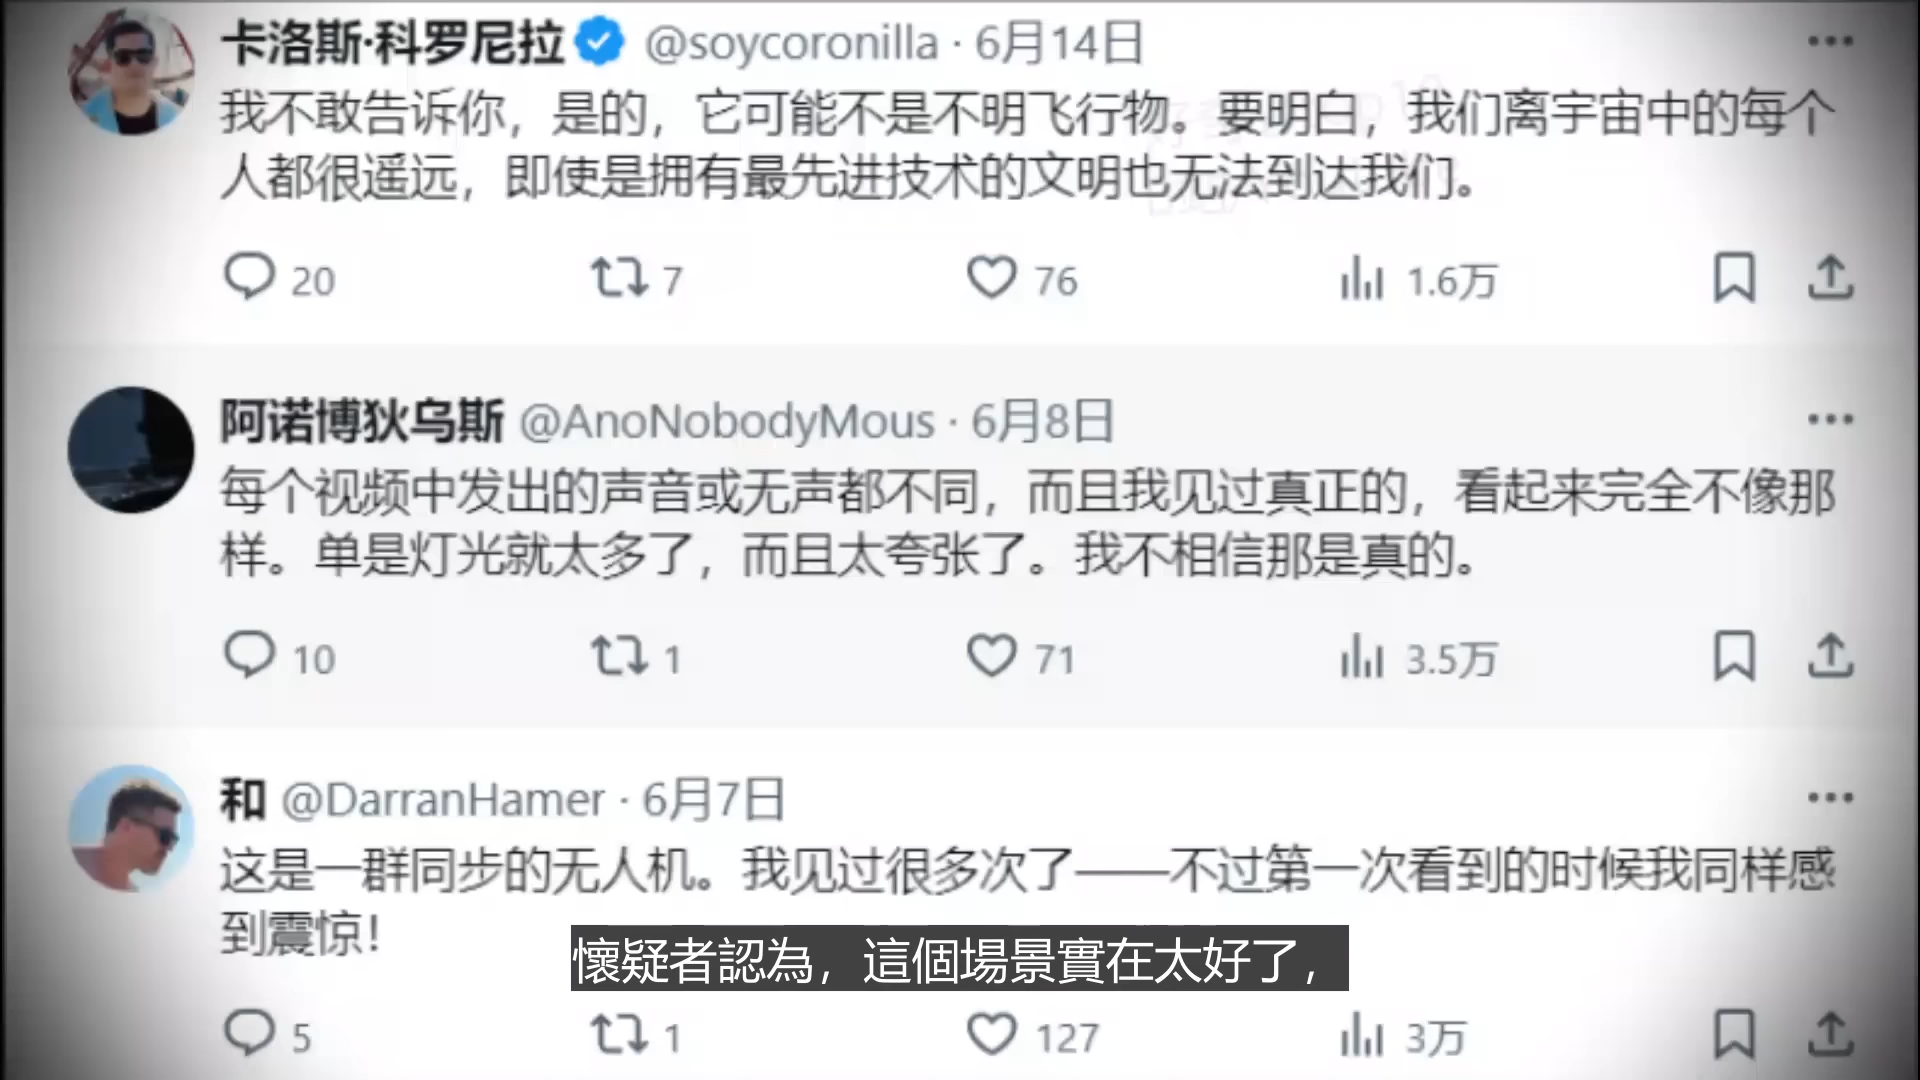 卡洛斯·科罗尼拉 @soycoronilla · 6月14日
我不敢告诉你，是的，它可能不是不明飞行物。要明白，我们离宇宙中的每个
人都很遥远，即使是拥有最先进技术的文明也无法到达我们。
20 7 76 1.6万
阿诺博狄乌斯 @AnoNobodyMous · 6月8日
每个视频中发出的声音或无声都不同，而且我见过真正的，看起来完全不像那
样。单是灯光就太多了，而且太夸张了。我不相信那是真的。
10 1 71 3.5万
和 @DarranHamer · 6月7日
这是一群同步的无人机。我见过很多次了——不过第一次看到的时候我同样感
到震惊！
懷疑者認為，這個場景實在太好了，
5 1 127 3万